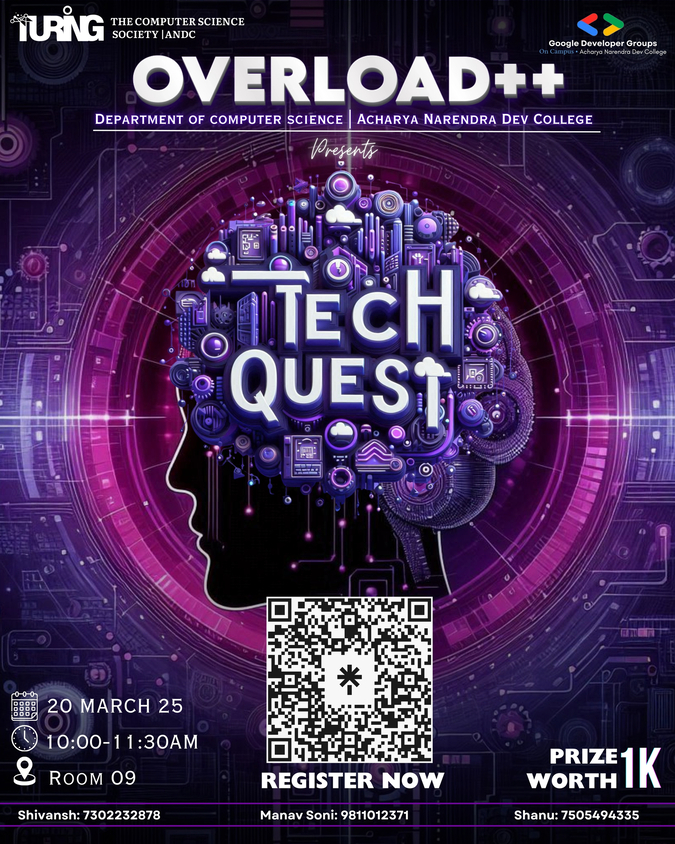 TURING
THE COMPUTER SCIENCE
SOCIETY |ANDC
Google Developer Groups
On Campus • Acharya Narendra Dev College
OVERLOAD++
DEPARTMENT OF COMPUTER SCIENCE | ACHARYA NARENDRA DEV COLLEGE
Presents
TECH
QUEST
20 MARCH 25
10:00-11:30AM
ROOM 09
REGISTER NOW
PRIZE
WORTH 1K
Shivansh: 7302232878
Manav Soni: 9811012371
Shanu: 7505494335